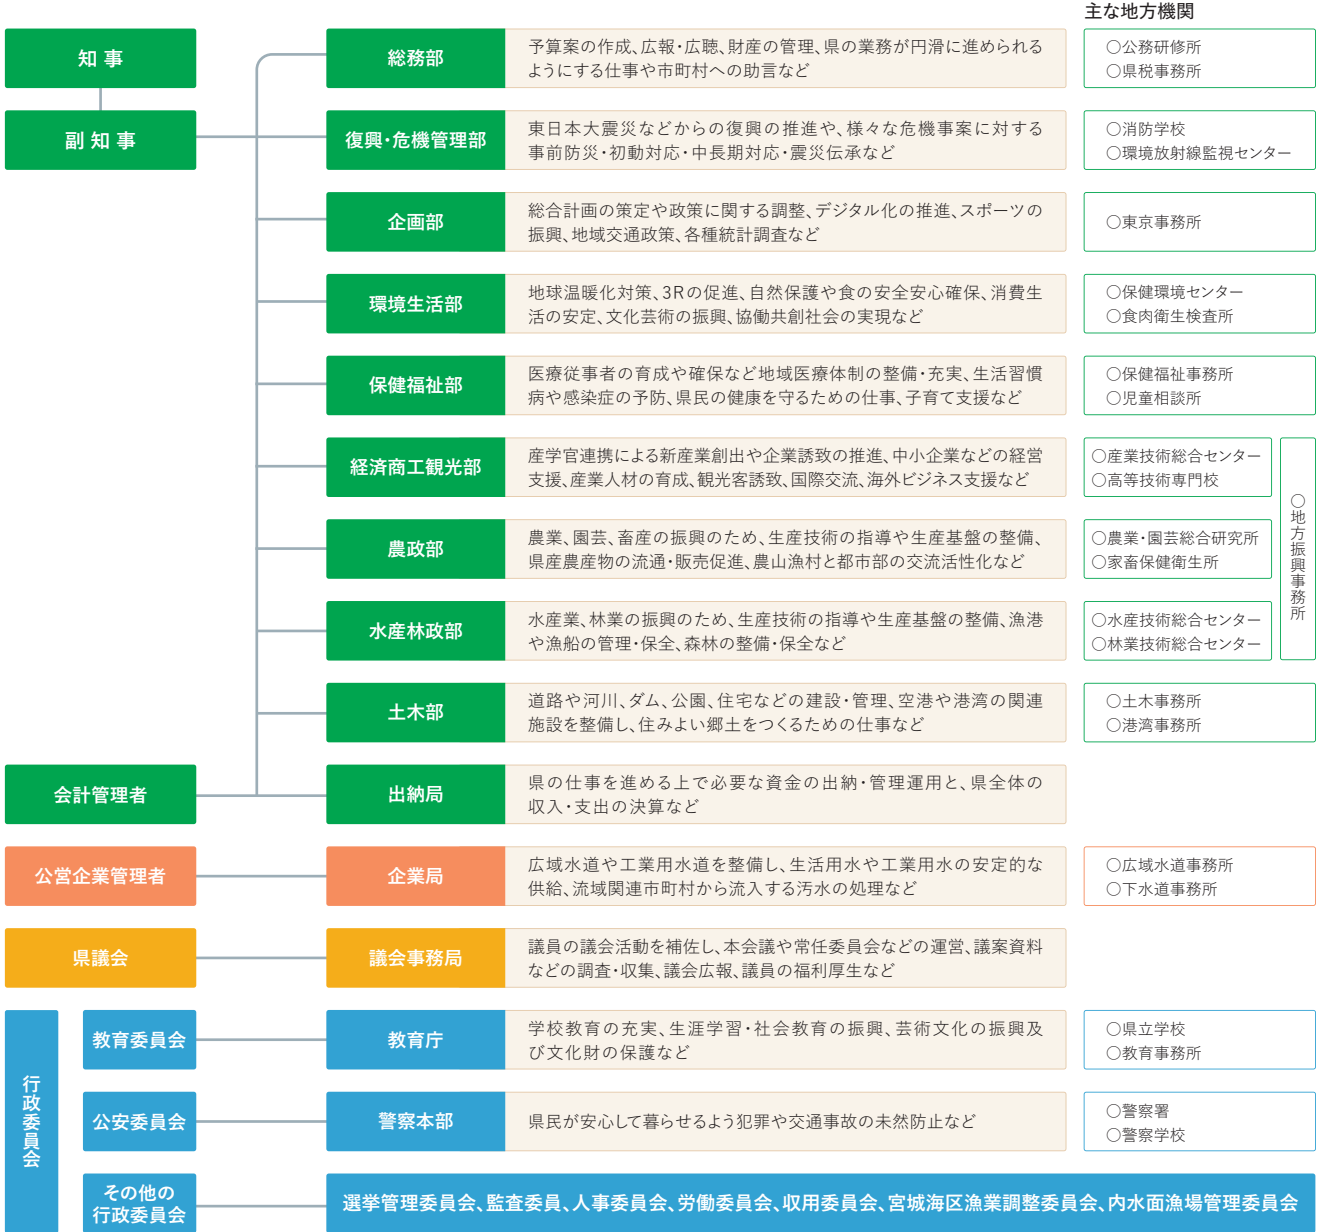 主な地方機関
知事
総務部
予算案の作成、広報・広聴、財産の管理、県の業務が円滑に進められる
ようにする仕事や市町村への助言など
○公務研修所
○県税事務所
副知事
復興・危機管理部
東日本大震災などからの復興の推進や、様々な危機事案に対する
事前防災・初動対応・中長期対応・震災伝承など
○消防学校
○環境放射線監視センター
企画部
総合計画の策定や政策に関する調整、デジタル化の推進、スポーツの
振興、地域交通政策、各種統計調査など
○東京事務所
環境生活部
地球温暖化対策、3Rの促進、自然保護や食の安全安心確保、消費生
活の安定、文化芸術の振興、協働共創社会の実現など
○保健環境センター
○食肉衛生検査所
保健福祉部
医療従事者の育成や確保など地域医療体制の整備・充実、生活習慣
病や感染症の予防、県民の健康を守るための仕事、子育て支援など
○保健福祉事務所
○児童相談所
経済商工観光部
産学官連携による新産業創出や企業誘致の推進、中小企業などの経営
支援、産業人材の育成、観光客誘致、国際交流、海外ビジネス支援など
○産業技術総合センター
○高等技術専門校
○地方振興事務所
農政部
農業、園芸、畜産の振興のため、生産技術の指導や生産基盤の整備、
県産農産物の流通・販売促進、農山漁村と都市部の交流活性化など
○農業・園芸総合研究所
○家畜保健衛生所
水産林政部
水産業、林業の振興のため、生産技術の指導や生産基盤の整備、漁港
や漁船の管理・保全、森林の整備・保全など
○水産技術総合センター
○林業技術総合センター
土木部
道路や河川、ダム、公園、住宅などの建設・管理、空港や港湾の関連
施設を整備し、住みよい郷土をつくるための仕事など
○土木事務所
○港湾事務所
会計管理者
出納局
県の仕事を進める上で必要な資金の出納・管理運用と、県全体の
収入・支出の決算など
公営企業管理者
企業局
広域水道や工業用水道を整備し、生活用水や工業用水の安定的な
供給、流域関連市町村から流入する汚水の処理など
○広域水道事務所
○下水道事務所
県議会
議会事務局
議員の議会活動を補佐し、本会議や常任委員会などの運営、議案資料
などの調査・収集、議会広報、議員の福利厚生など
行政委員会
教育委員会
教育庁
学校教育の充実、生涯学習・社会教育の振興、芸術文化の振興及
び文化財の保護など
○県立学校
○教育事務所
公安委員会
警察本部
県民が安心して暮らせるよう犯罪や交通事故の未然防止など
○警察署
○警察学校
その他の
行政委員会
選挙管理委員会、監査委員、人事委員会、労働委員会、収用委員会、宮城海区漁業調整委員会、内水面漁場管理委員会